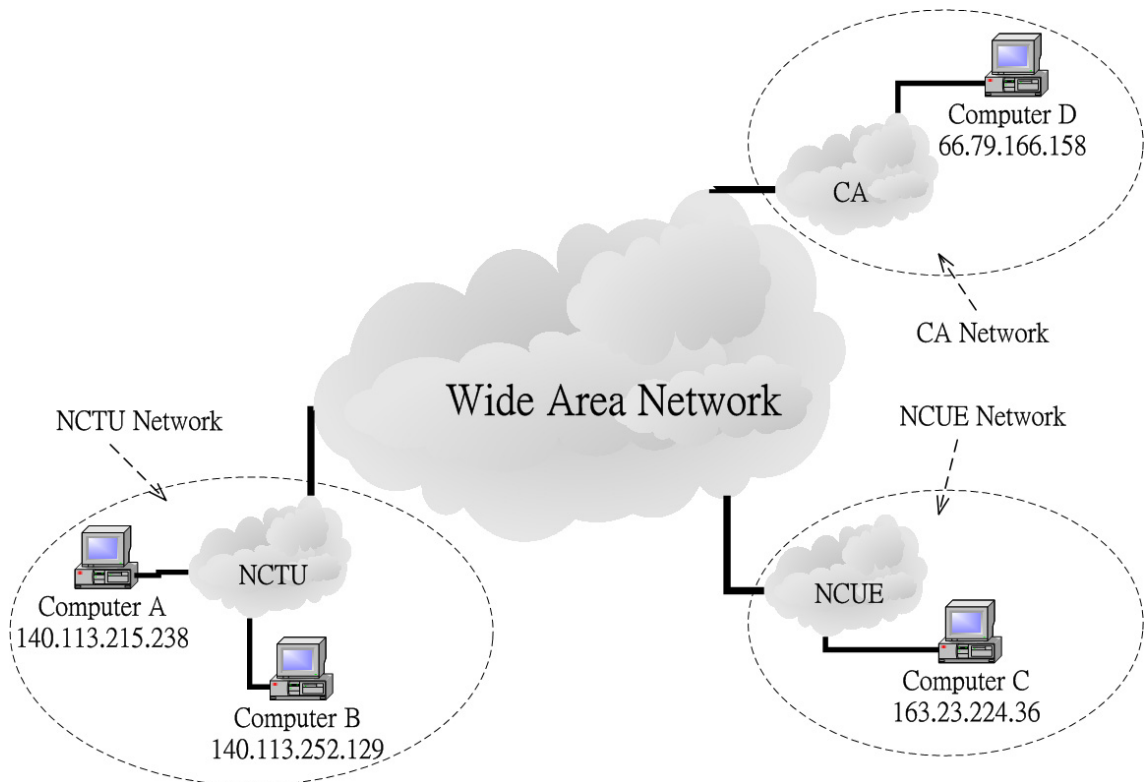 Computer D
66.79.166.158
CA
CA Network
Wide Area Network
NCTU Network
NCUE Network
NCTU
Computer A
140.113.215.238
Computer B
140.113.252.129
NCUE
Computer C
163.23.224.36